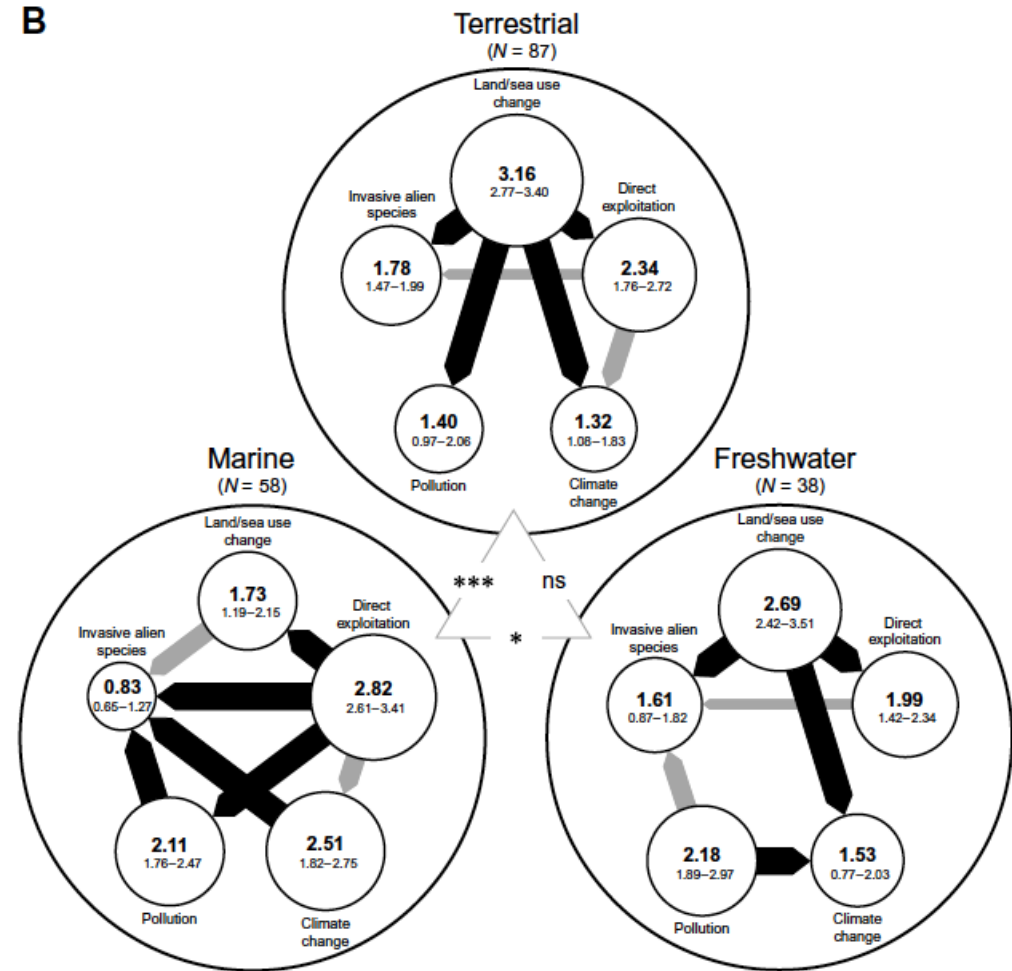 B
Terrestrial
(N = 87)
Land/sea use
change
3.16
2.77–3.40
Invasive alien
species
1.78
1.47–1.99
Direct
exploitation
2.34
1.76–2.72
1.40
0.97–2.06
Pollution
1.32
1.08–1.83
Climate
change
Marine
(N = 58)
Land/sea use
change
1.73
1.19–2.15
Invasive alien
species
0.83
0.65–1.27
Direct
exploitation
2.82
2.61–3.41
2.11
1.76–2.47
Pollution
2.51
1.82–2.75
Climate
change
***
ns
*
Freshwater
(N = 38)
Land/sea use
change
2.69
2.42–3.51
Invasive alien
species
1.61
0.87–1.82
Direct
exploitation
1.99
1.42–2.34
2.18
1.89–2.97
Pollution
1.53
0.77–2.03
Climate
change